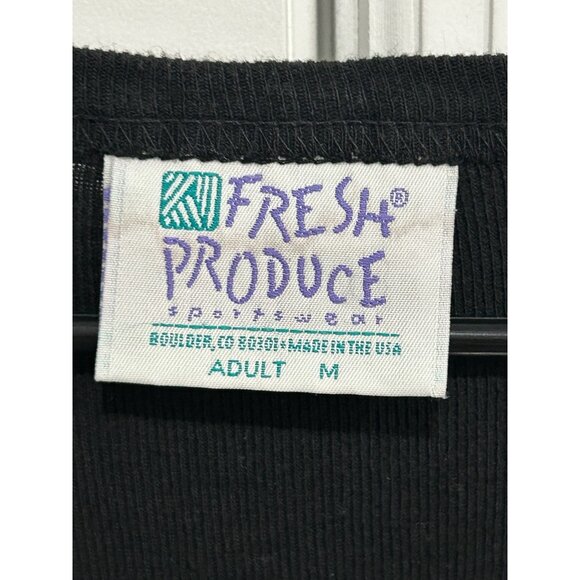 FRESH®
PRODUCE
sportswear
BOULDER, CO 80301 • MADE IN THE USA
ADULT M